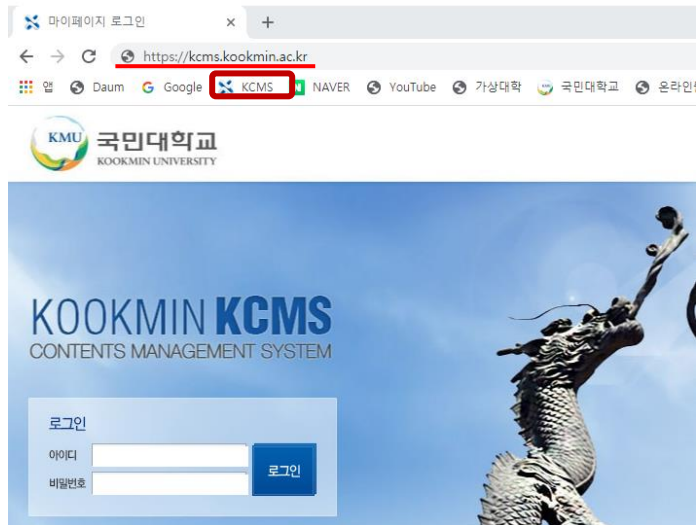 마이페이지 로그인
https://kcms.kookmin.ac.kr
앱 Daum Google KCMS NAVER YouTube 가상대학 국민대학교 온라인
KMU 국민대학교
KOOKMIN UNIVERSITY
KOOKMIN KCMS
CONTENTS MANAGEMENT SYSTEM
로그인
아이디
비밀번호
로그인